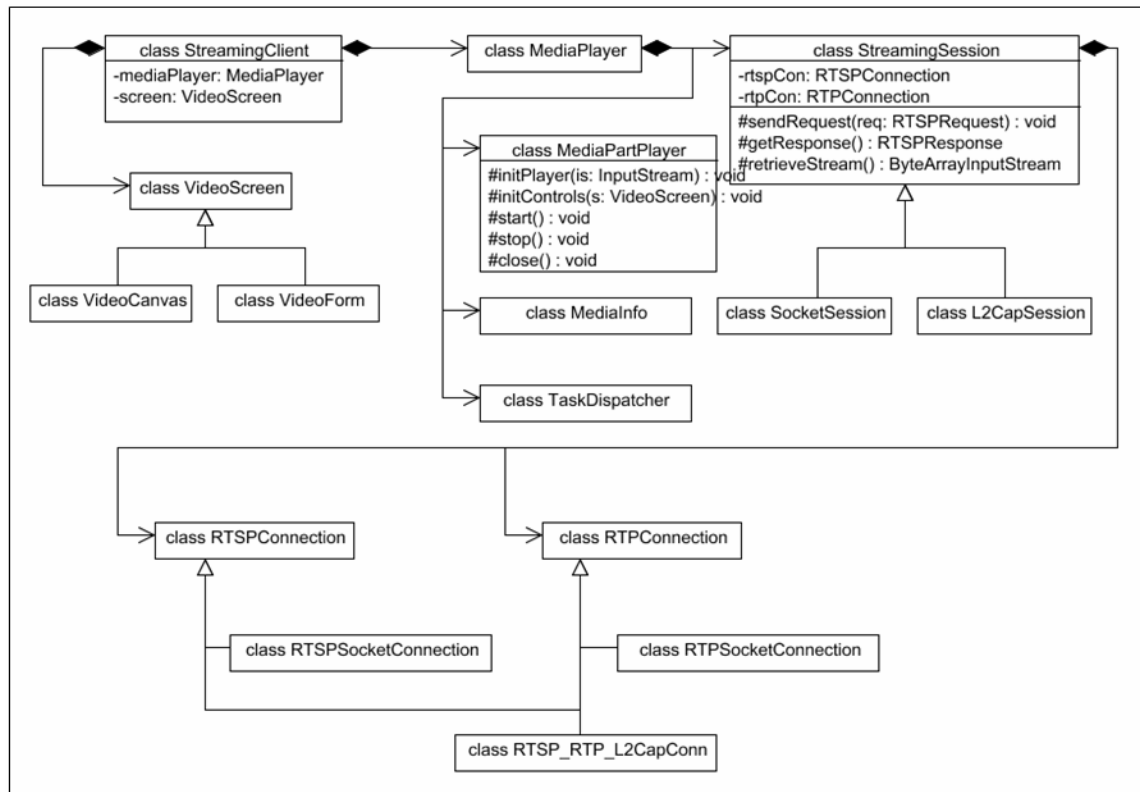 class StreamingClient
-mediaPlayer: MediaPlayer
-screen: VideoScreen
class MediaPlayer
class StreamingSession
-rtspCon: RTSPConnection
-rtpCon: RTPConnection
#sendRequest(req: RTSPRequest) : void
#getResponse() : RTSPResponse
#retrieveStream() : ByteArrayInputStream
class VideoScreen
class VideoCanvas
class VideoForm
class MediaPartPlayer
#initPlayer(is: InputStream) : void
#initControls(s: VideoScreen) : void
#start() : void
#stop() : void
#close() : void
class MediaInfo
class TaskDispatcher
class SocketSession
class L2CapSession
class RTSPConnection
class RTPConnection
class RTSPSocketConnection
class RTPSocketConnection
class RTSP_RTP_L2CapConn